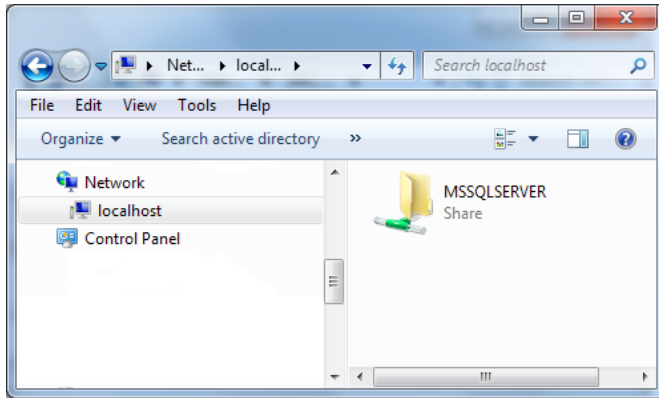 Net... local... Search localhost
File Edit View Tools Help
Organize Search active directory »
Network
localhost
Control Panel
MSSQLSERVER
Share